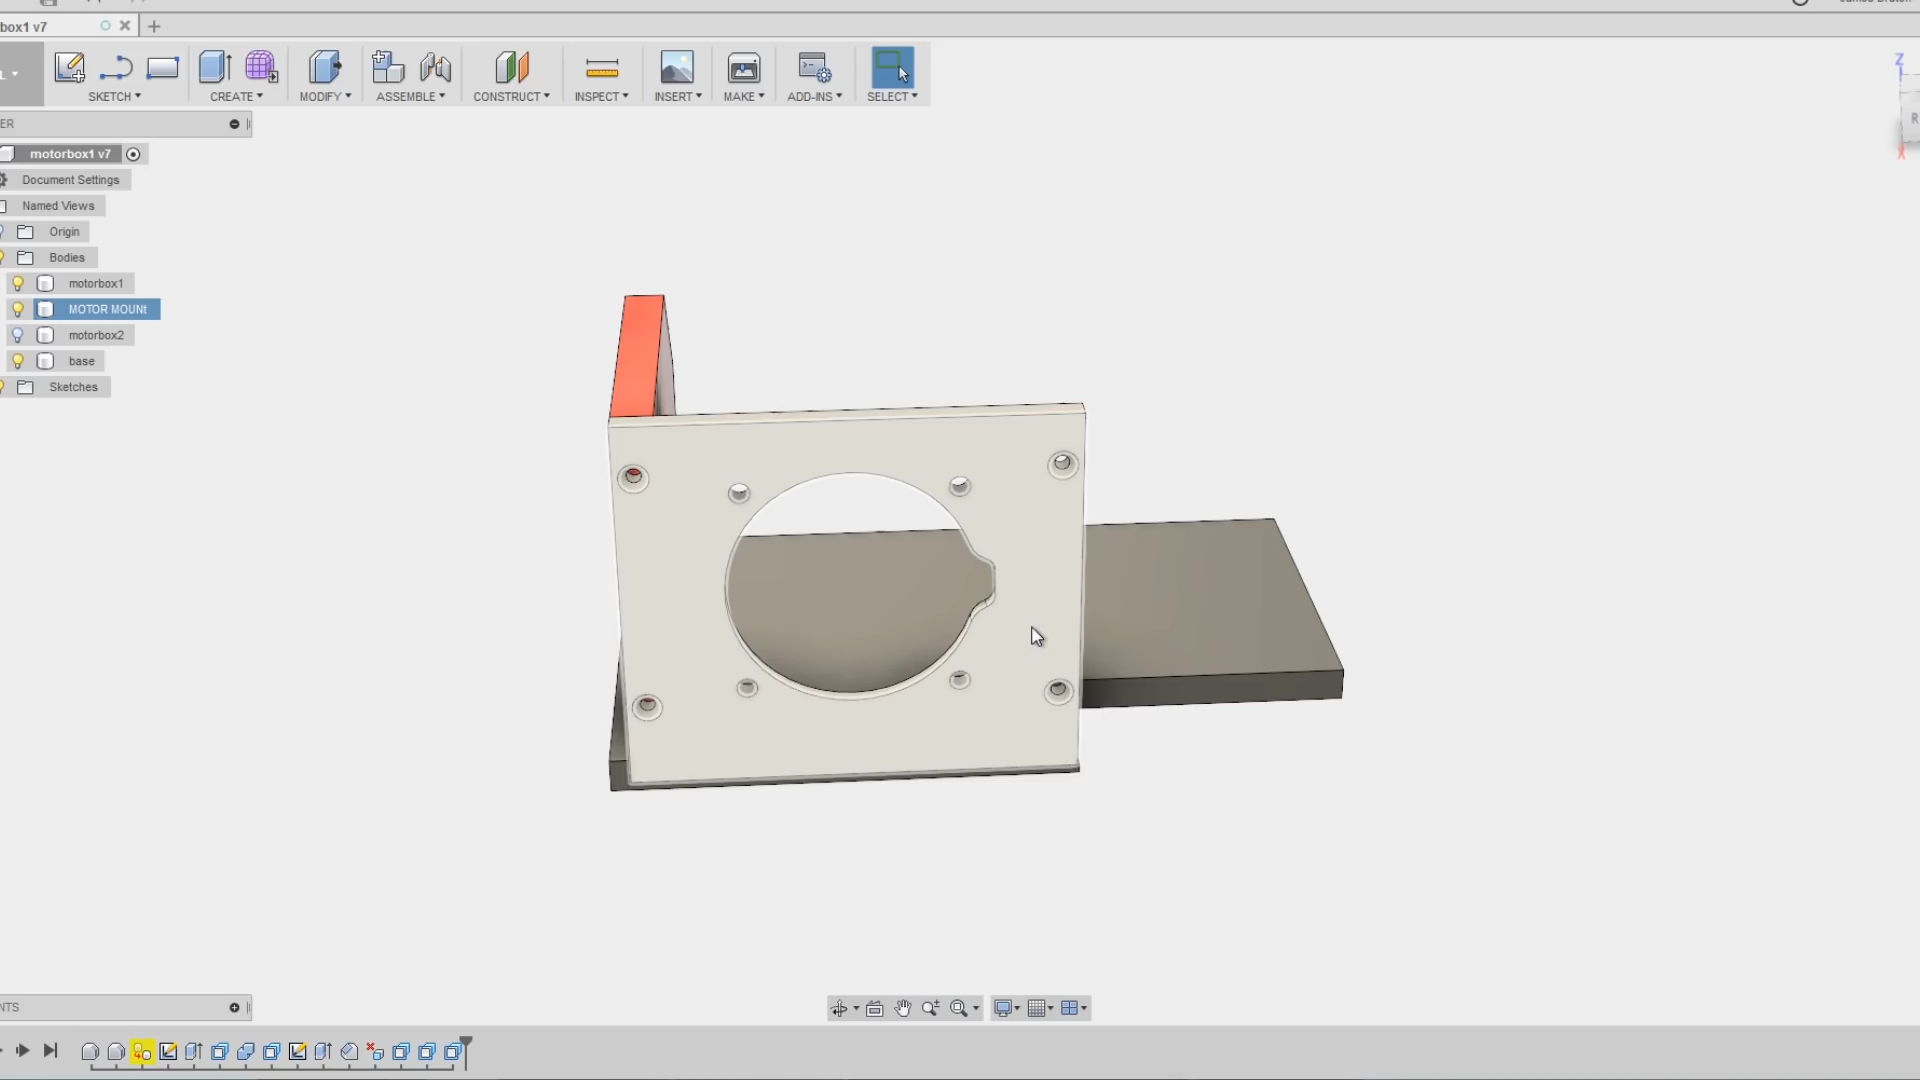 box1 v7
SKETCH
CREATE
MODIFY
ASSEMBLE
CONSTRUCT
INSPECT
INSERT
MAKE
ADD-INS
SELECT
Z
R
X
ER
motorbox1 v7
Document Settings
Named Views
Origin
Bodies
motorbox1
MOTOR MOUNt
motorbox2
base
Sketches
NTS